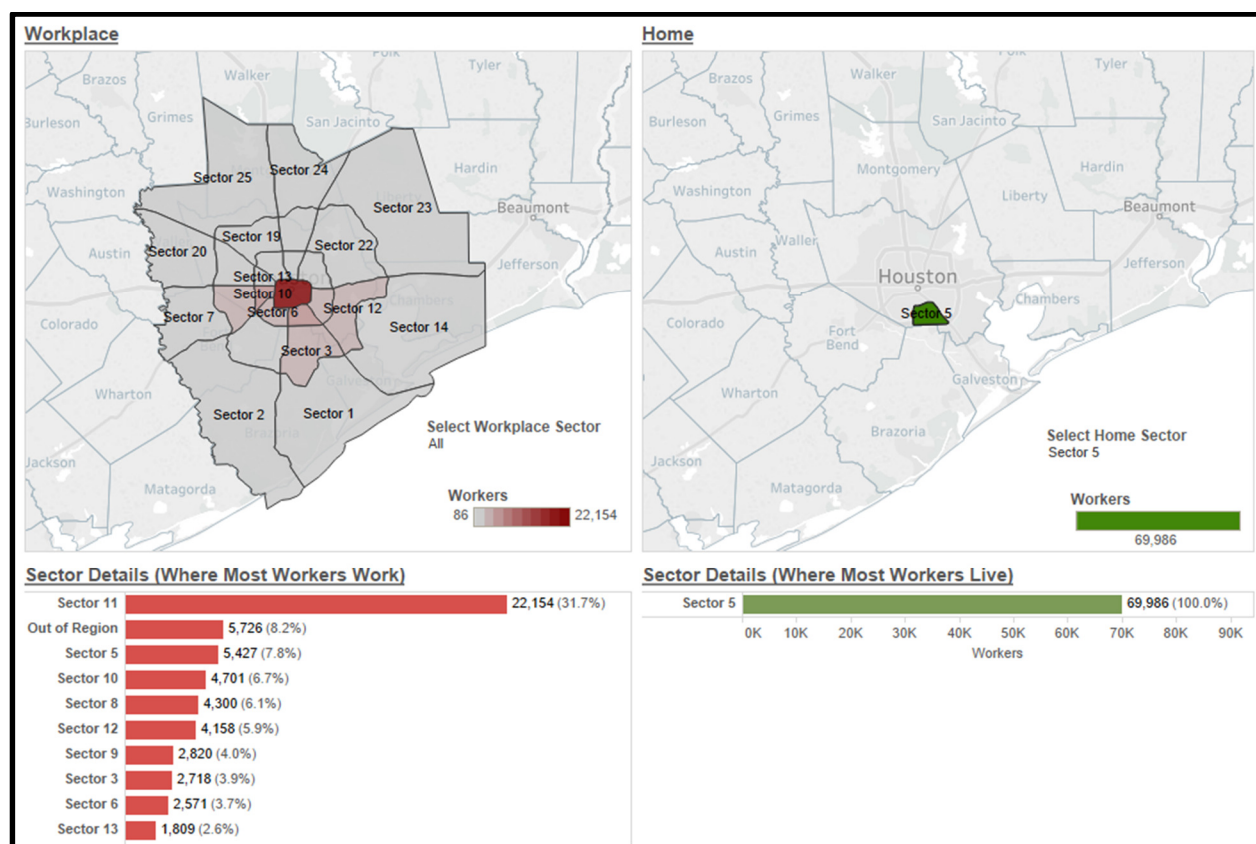 Workplace
Brazos
Walker
Polk
Tyler
Grimes
Burleson
San Jacinto
Hardin
Sector 24
Sector 25
Washington
Liberty
Sector 23
Beaumont
Austin
Sector 19
Sector 22
Sector 20
Jefferson
Sector 13
Sector 10
Chambers
Sector 12
Sector 6
Sector 7
Colorado
Sector 14
Sector 3
Galveston
Wharton
Sector 2
Sector 1
Brazoria
Select Workplace Sector
All
Jackson
Matagorda
Workers
86 22,154
Home
Polk
Tyler
Walker
Brazos
Grimes
San Jacinto
Burleson
Hardin
Montgomery
Washington
Liberty
Beaumont
Austin
Waller
Jefferson
Houston
Chambers
Sector 5
Colorado
Fort
Bend
Galveston
Wharton
Brazoria
Select Home Sector
Sector 5
Jackson
Matagorda
Workers
69,986
Sector Details (Where Most Workers Work)
Sector 11 22,154 (31.7%)
Out of Region 5,726 (8.2%)
Sector 5 5,427 (7.8%)
Sector 10 4,701 (6.7%)
Sector 8 4,300 (6.1%)
Sector 12 4,158 (5.9%)
Sector 9 2,820 (4.0%)
Sector 3 2,718 (3.9%)
Sector 6 2,571 (3.7%)
Sector 13 1,809 (2.6%)
Sector Details (Where Most Workers Live)
Sector 5 69,986 (100.0%)
0K 10K 20K 30K 40K 50K 60K 70K 80K 90K
Workers